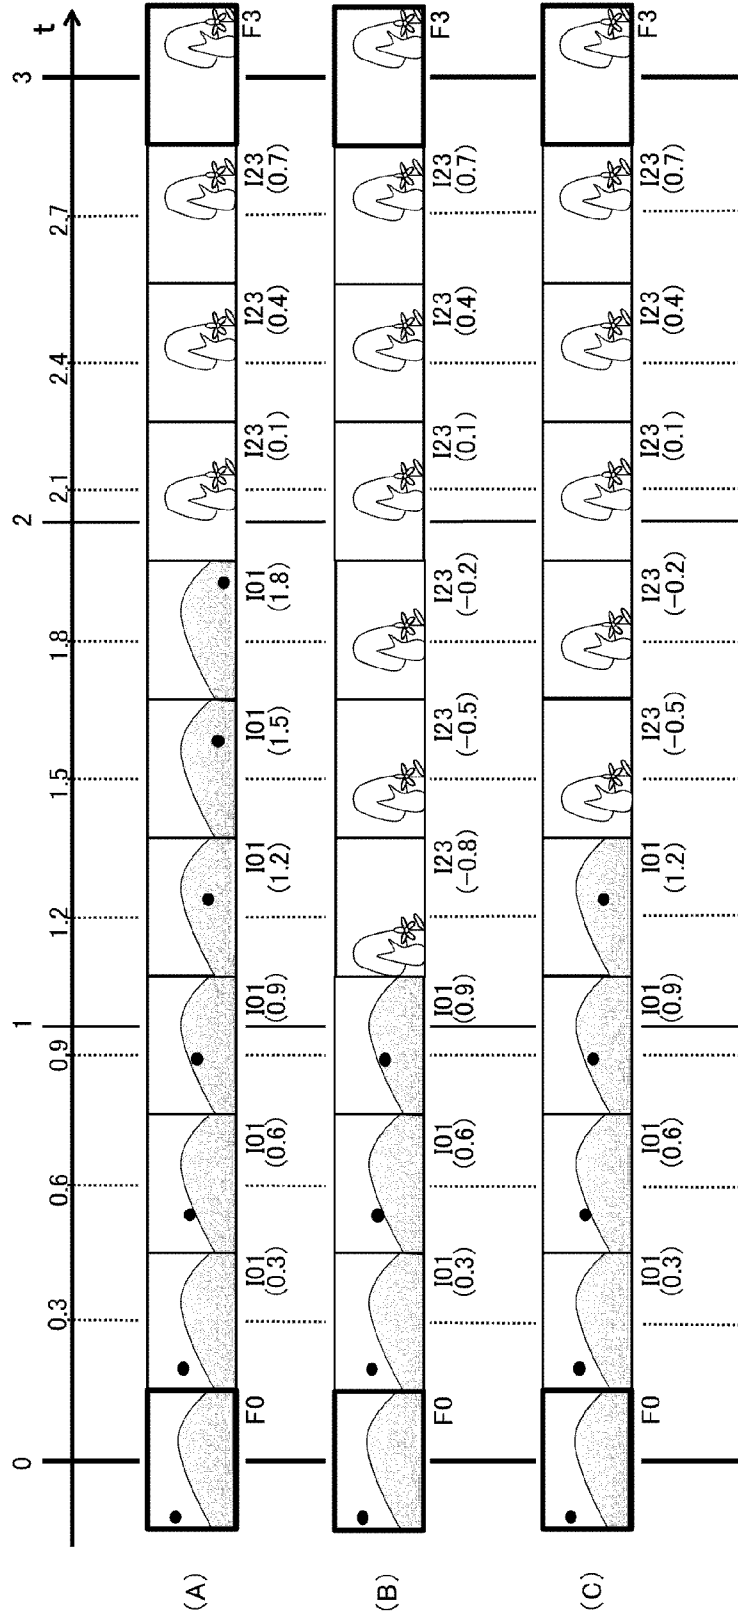 0 0.3 0.6 0.9 1 1.2 1.5 1.8 2 2.1 2.4 2.7 3 t
(A)
F0 I01 I01 I01 I01 I01 I01 I23 I23 I23 F3
(0.3) (0.6) (0.9) (1.2) (1.5) (1.8) (0.1) (0.4) (0.7)
(B)
F0 I01 I01 I01 I23 I23 I23 I23 I23 I23 F3
(0.3) (0.6) (0.9) (−0.8) (−0.5) (−0.2) (0.1) (0.4) (0.7)
(C)
F0 I01 I01 I01 I01 I23 I23 I23 I23 I23 F3
(0.3) (0.6) (0.9) (1.2) (−0.5) (−0.2) (0.1) (0.4) (0.7)